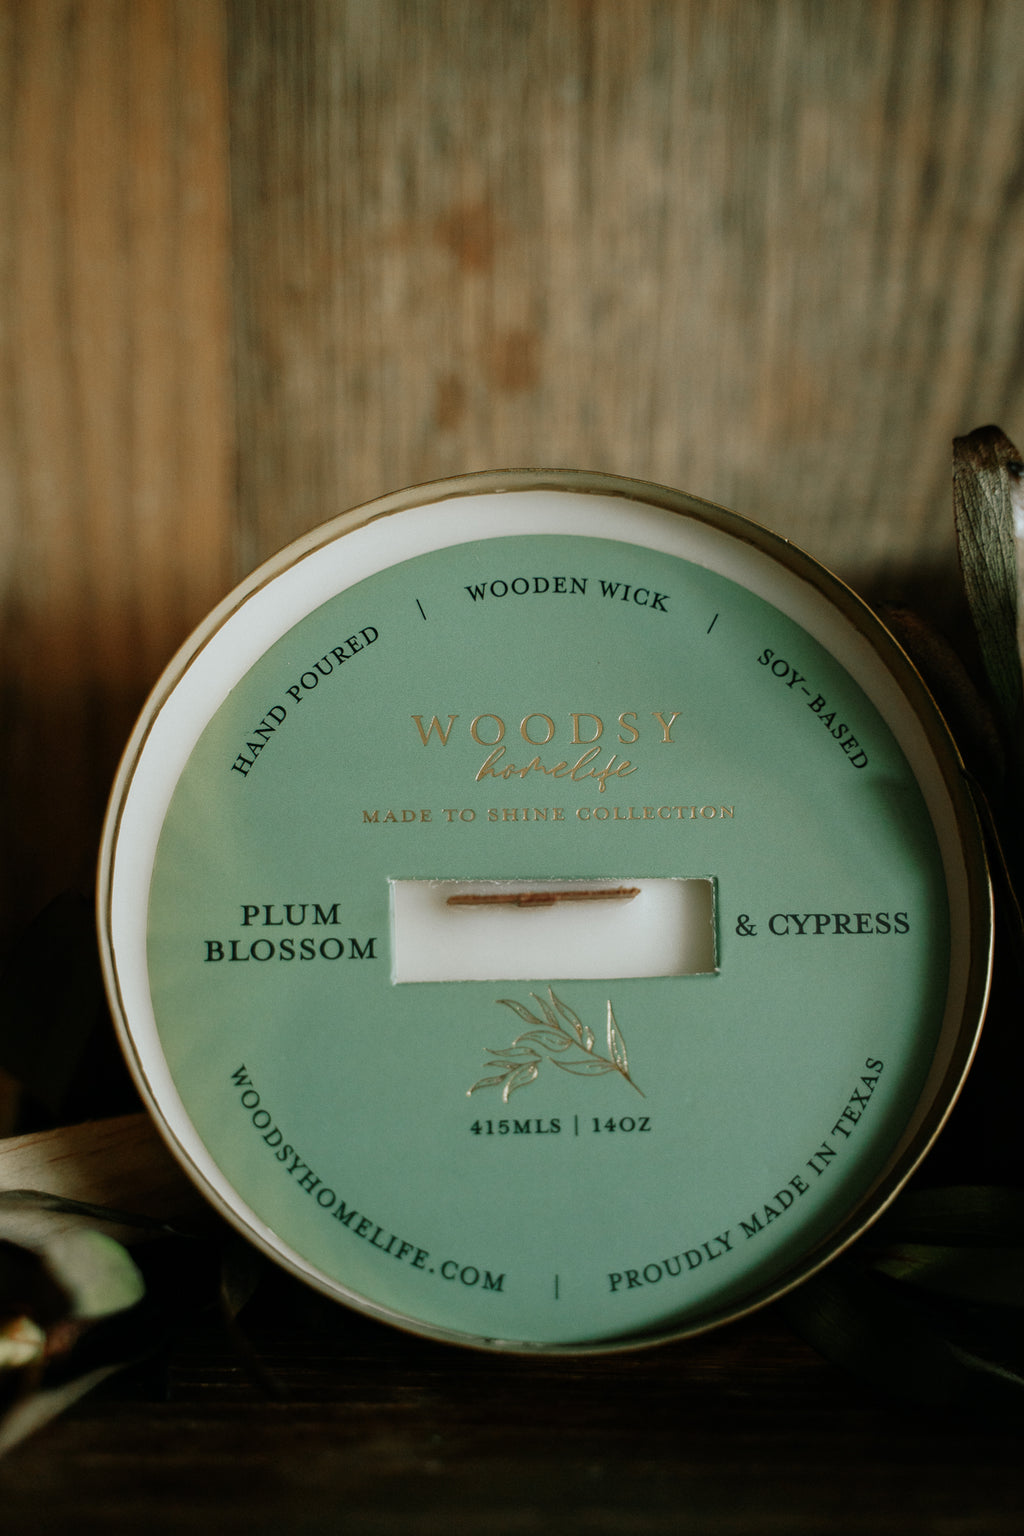 HAND POURED | WOODEN WICK | SOY-BASED
WOODSY
homelife
MADE TO SHINE COLLECTION
PLUM
BLOSSOM
& CYPRESS
415MLS | 14OZ
WOODSYHOMELIFE.COM | PROUDLY MADE IN TEXAS